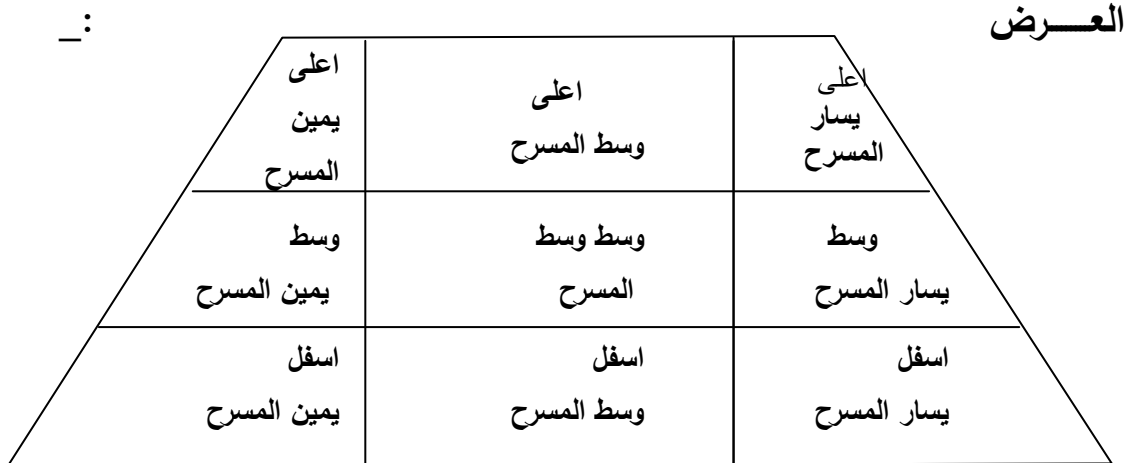 العـــــرض :_
اعلى
يسار
المسرح
اعلى
وسط المسرح
اعلى
يمين
المسرح
وسط
يسار المسرح
وسط وسط
المسرح
وسط
يمين المسرح
اسفل
يسار المسرح
اسفل
وسط المسرح
اسفل
يمين المسرح